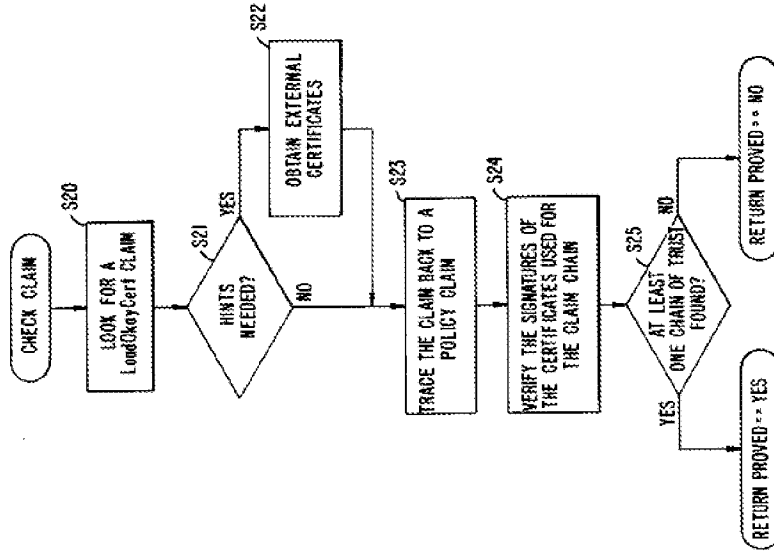 CHECK CLAIM
S20
LOOK FOR A
LoadOkayCert CLAIM
S21
HINTS
NEEDED?
YES
NO
S22
OBTAIN EXTERNAL
CERTIFICATES
S23
TRACE THE CLAIM BACK TO A
POLICY CLAIM
S24
VERIFY THE SIGNATURES OF
THE CERTIFICATES USED FOR
THE CLAIM CHAIN
S25
AT LEAST
ONE CHAIN OF TRUST
FOUND?
YES
NO
RETURN PROVED== YES
RETURN PROVED== NO